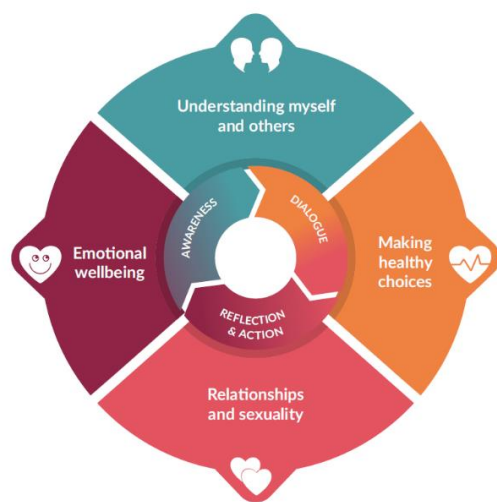 Understanding myself
and others
AWARENESS
DIALOGUE
Emotional
wellbeing
Making
healthy
choices
REFLECTION
& ACTION
Relationships
and sexuality